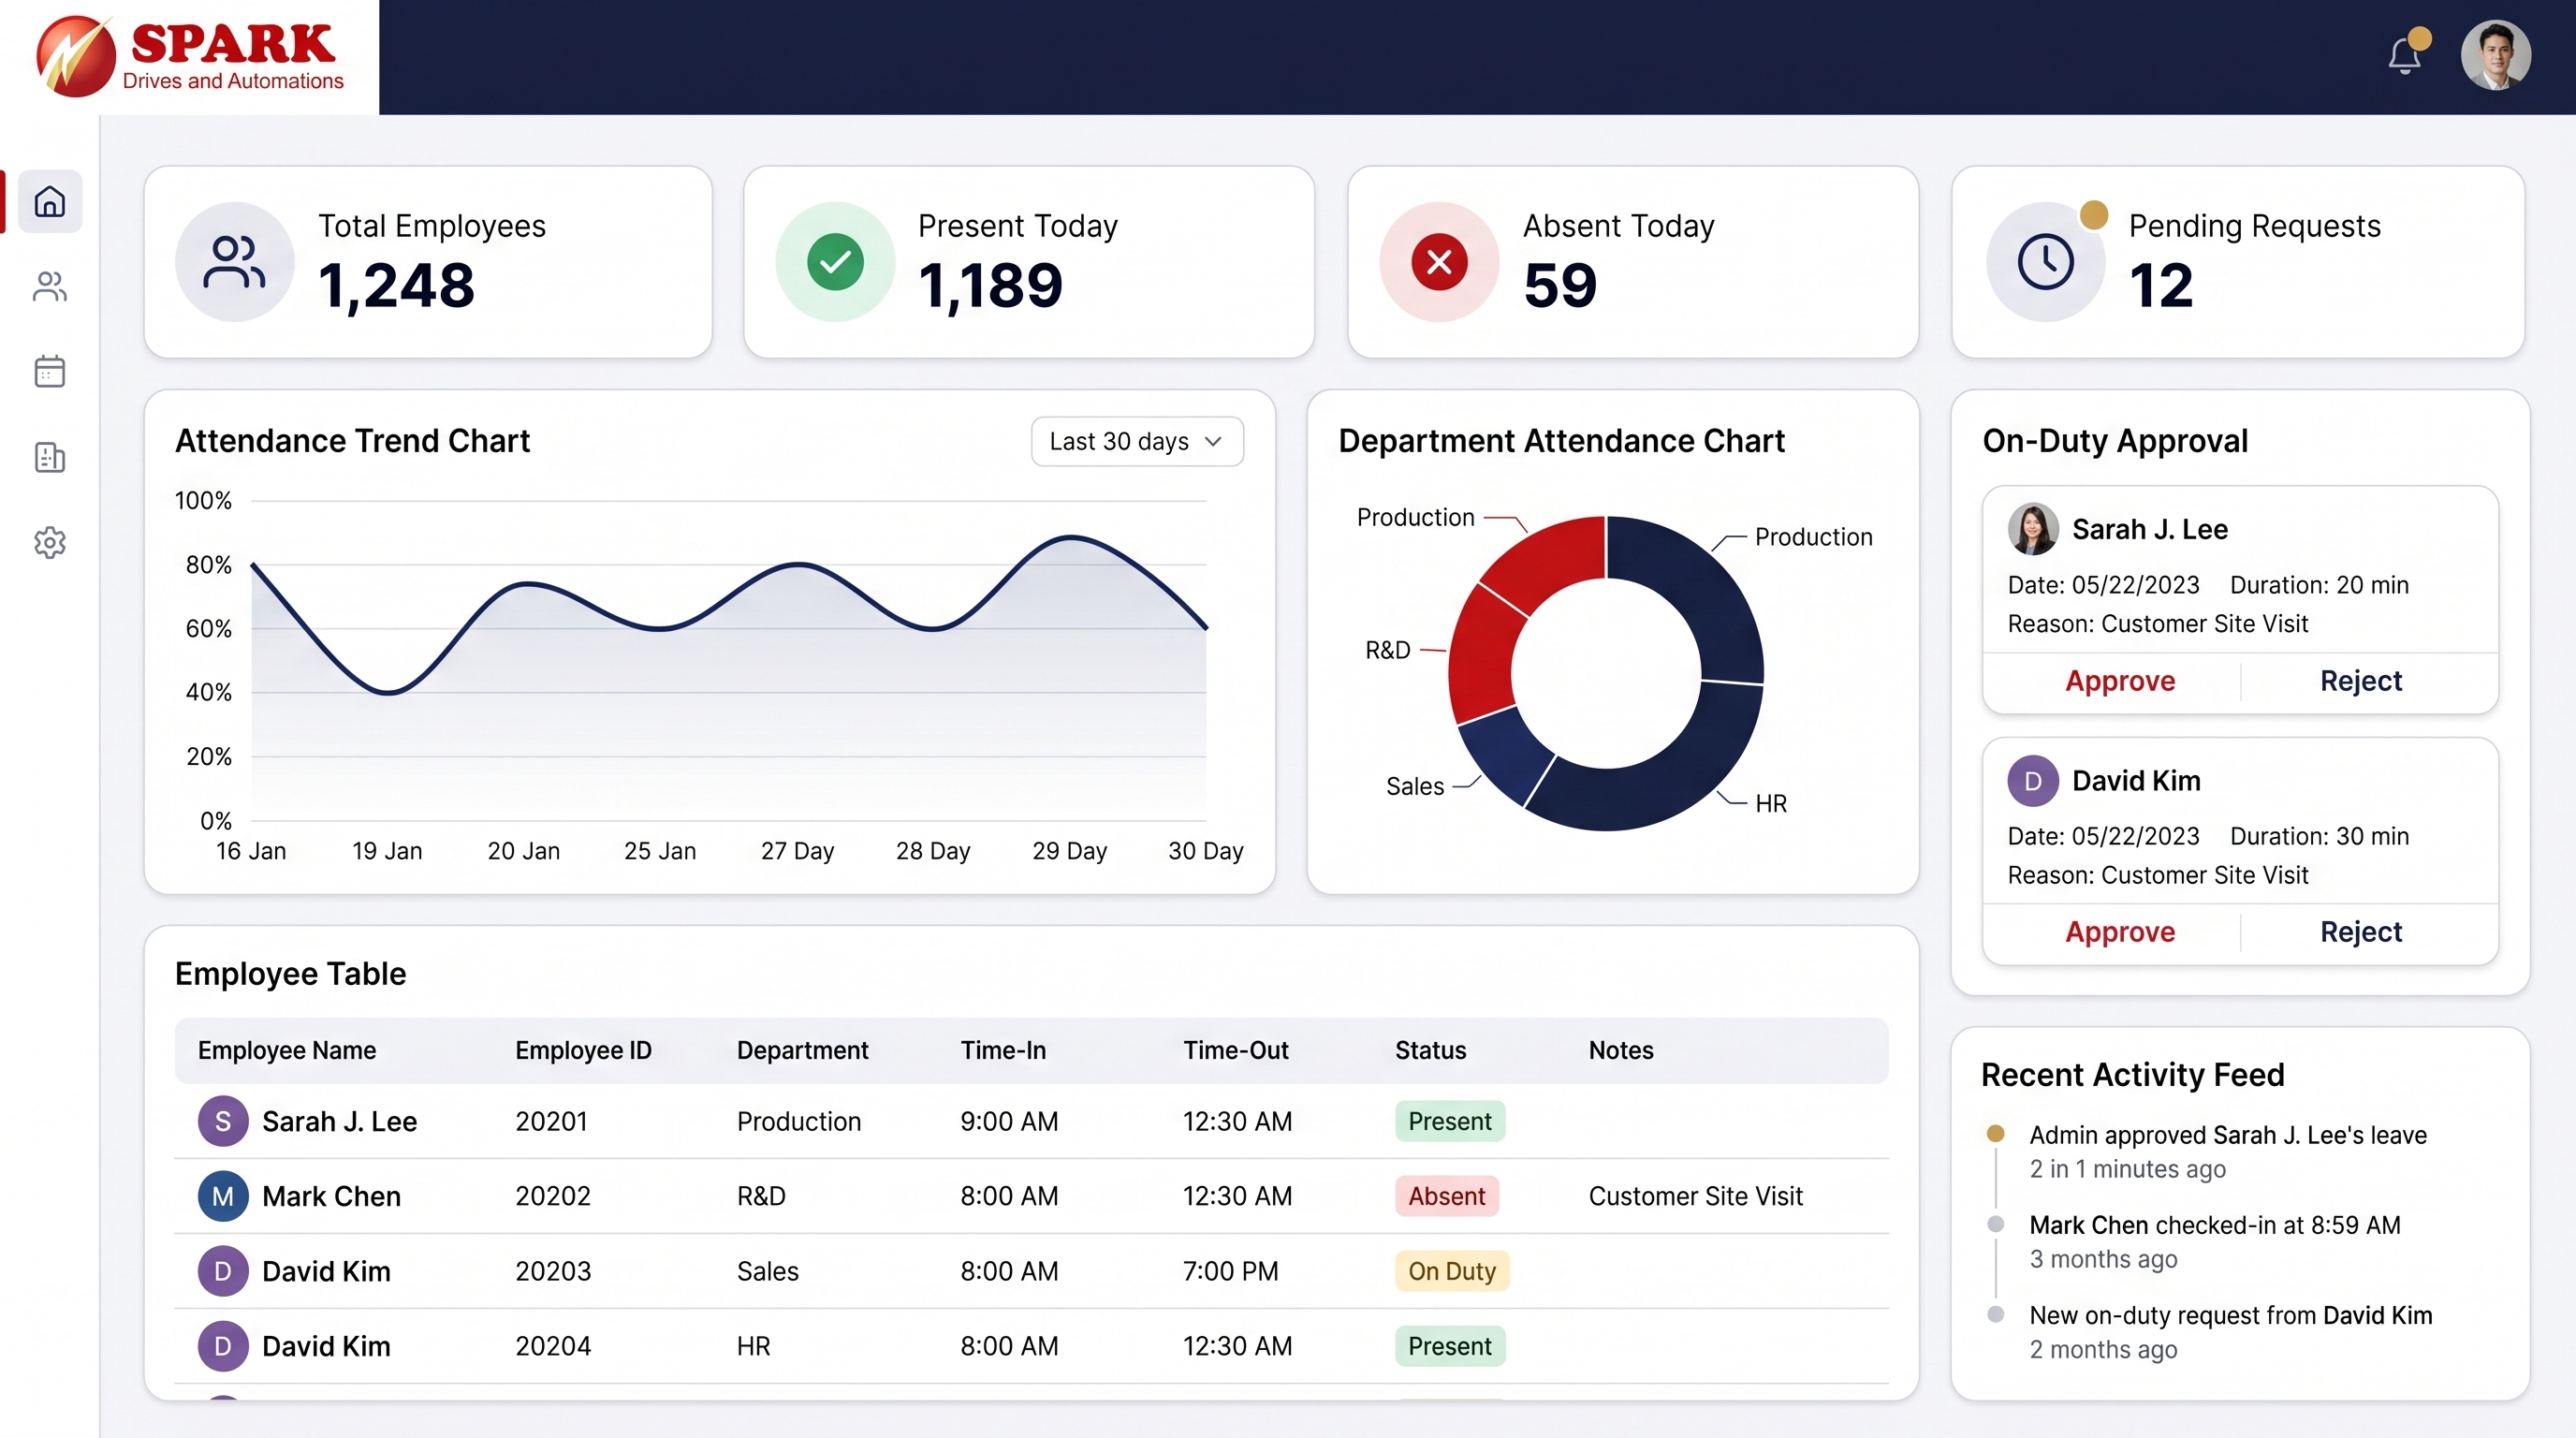 SPARK
Drives and Automations
Total Employees
1,248
Present Today
1,189
Absent Today
59
Pending Requests
12
Attendance Trend Chart
Last 30 days
100%
80%
60%
40%
20%
0%
16 Jan 19 Jan 20 Jan 25 Jan 27 Day 28 Day 29 Day 30 Day
Department Attendance Chart
Production
Production
R&D
Sales
HR
On-Duty Approval
Sarah J. Lee
Date: 05/22/2023 Duration: 20 min
Reason: Customer Site Visit
Approve Reject
D David Kim
Date: 05/22/2023 Duration: 30 min
Reason: Customer Site Visit
Approve Reject
Employee Table
Employee Name Employee ID Department Time-In Time-Out Status Notes
S Sarah J. Lee 20201 Production 9:00 AM 12:30 AM Present
M Mark Chen 20202 R&D 8:00 AM 12:30 AM Absent Customer Site Visit
D David Kim 20203 Sales 8:00 AM 7:00 PM On Duty
D David Kim 20204 HR 8:00 AM 12:30 AM Present
Recent Activity Feed
Admin approved Sarah J. Lee's leave
2 in 1 minutes ago
Mark Chen checked-in at 8:59 AM
3 months ago
New on-duty request from David Kim
2 months ago